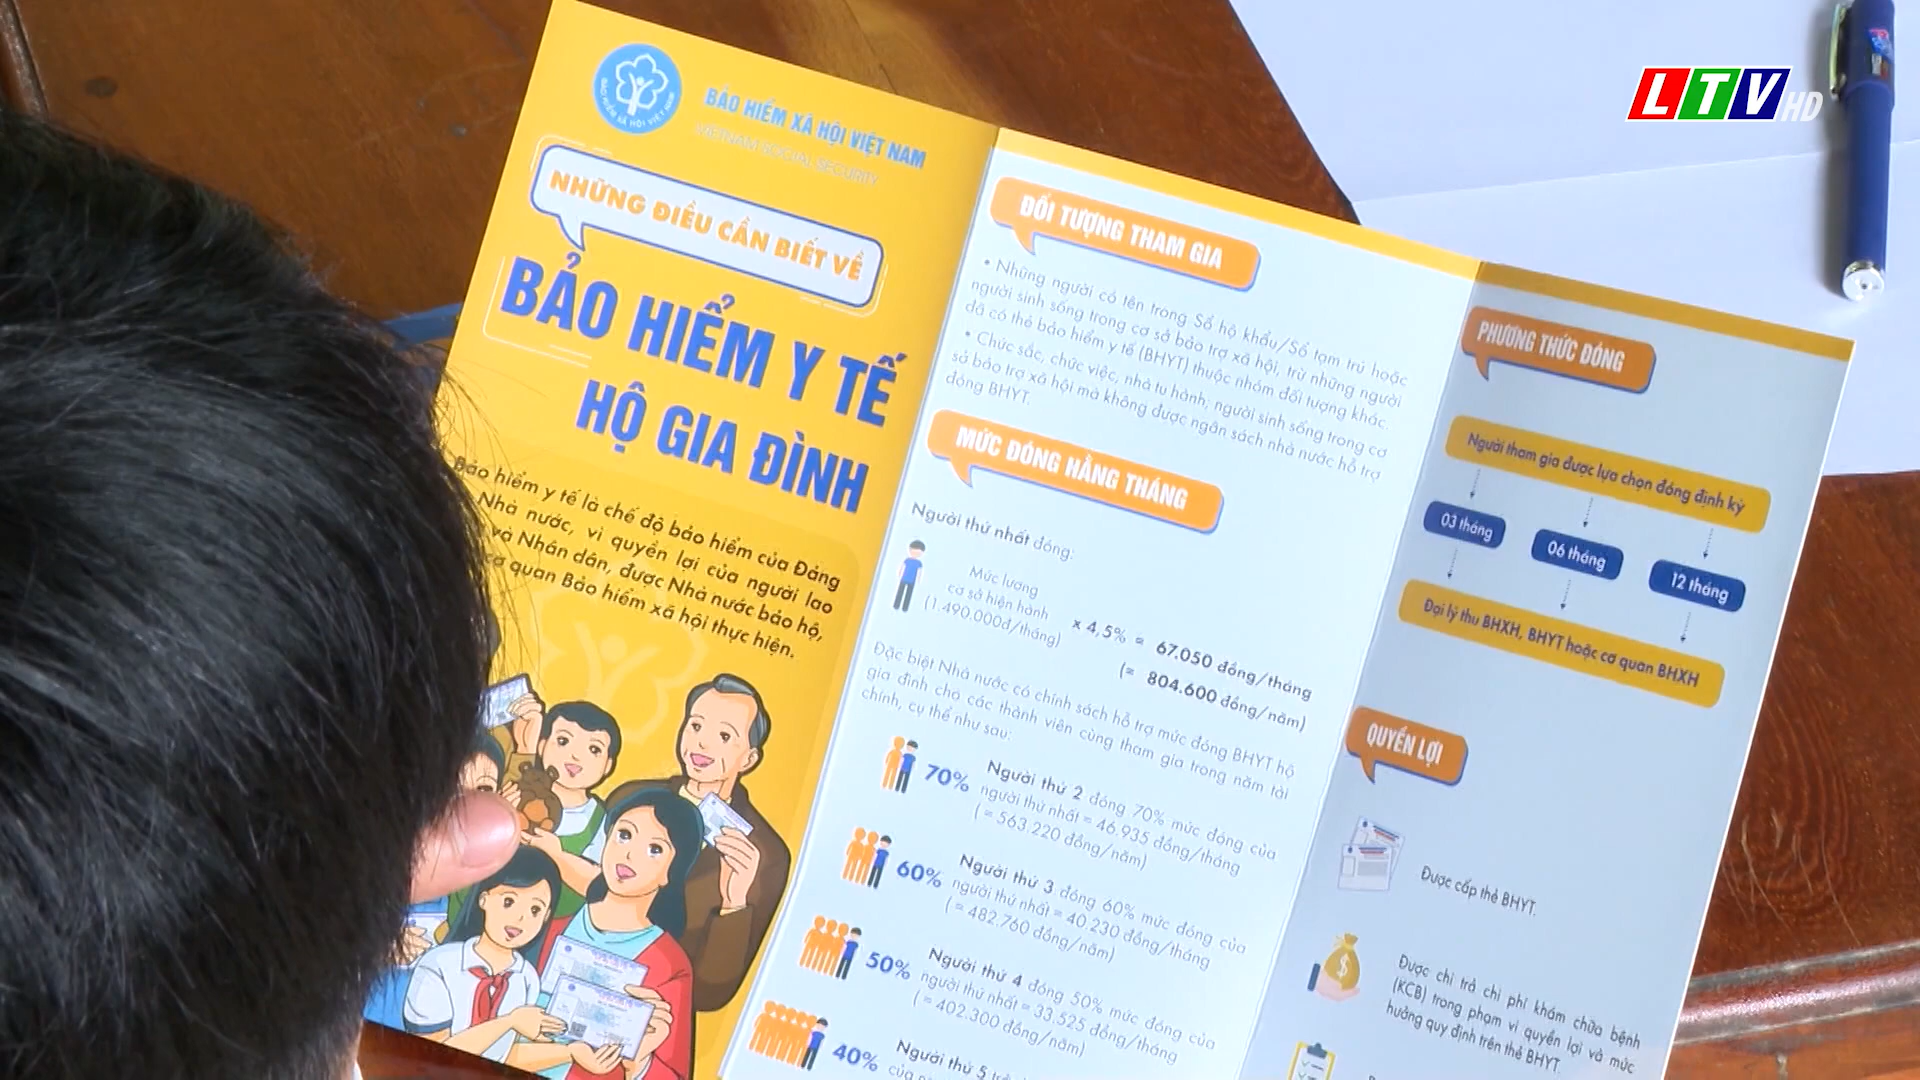 LTV HD
BẢO HIỂM XÃ HỘI VIỆT NAM
BẢO HIỂM XÃ HỘI VIỆT NAM
VIETNAM SOCIAL SECURITY
NHỮNG ĐIỀU CẦN BIẾT VỀ
BẢO HIỂM Y TẾ
HỘ GIA ĐÌNH
Bảo hiểm y tế là chế độ bảo hiểm của Đảng
Nhà nước, vì quyền lợi của người lao
và Nhân dân, được Nhà nước bảo hộ,
cơ quan Bảo hiểm xã hội thực hiện.
ĐỐI TƯỢNG THAM GIA
• Những người có tên trong Sổ hộ khẩu/Sổ tạm trú hoặc
người sinh sống trong cơ sở bảo trợ xã hội, trừ những người
đã có thẻ bảo hiểm y tế (BHYT) thuộc nhóm đối tượng khác.
• Chức sắc, chức việc, nhà tu hành; người sinh sống trong cơ
sở bảo trợ xã hội mà không được ngân sách nhà nước hỗ trợ
đóng BHYT.
MỨC ĐÓNG HẰNG THÁNG
Người thứ nhất đóng:
Mức lương
cơ sở hiện hành
(1.490.000đ/tháng)
x 4,5% = 67.050 đồng/tháng
(= 804.600 đồng/năm)
Đặc biệt Nhà nước có chính sách hỗ trợ mức đóng BHYT hộ
gia đình cho các thành viên cùng tham gia trong năm tài
chính, cụ thể như sau:
70% Người thứ 2 đóng 70% mức đóng của
người thứ nhất = 46.935 đồng/tháng
( = 563.220 đồng/năm)
60% Người thứ 3 đóng 60% mức đóng của
người thứ nhất = 40.230 đồng/tháng
( = 482.760 đồng/năm)
50% Người thứ 4 đóng 50% mức đóng của
người thứ nhất = 33.525 đồng/tháng
( = 402.300 đồng/năm)
40% Người thứ 5
PHƯƠNG THỨC ĐÓNG
Người tham gia được lựa chọn đóng định kỳ
03 tháng
06 tháng
12 tháng
Đại lý thu BHXH, BHYT hoặc cơ quan BHXH
QUYỀN LỢI
Được cấp thẻ BHYT.
Được chi trả chi phí khám chữa bệnh
(KCB) trong phạm vi quyền lợi và mức
hưởng quy định trên thẻ BHYT.